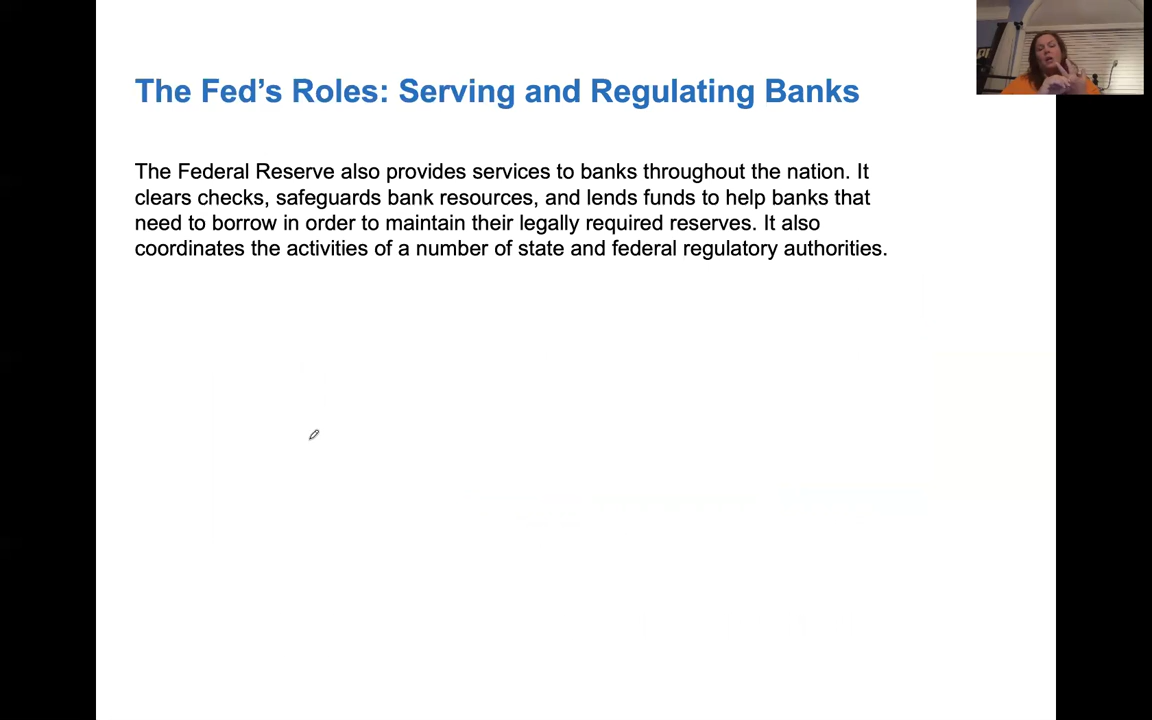 The Fed's Roles: Serving and Regulating Banks
The Federal Reserve also provides services to banks throughout the nation. It
clears checks, safeguards bank resources, and lends funds to help banks that
need to borrow in order to maintain their legally required reserves. It also
coordinates the activities of a number of state and federal regulatory authorities.